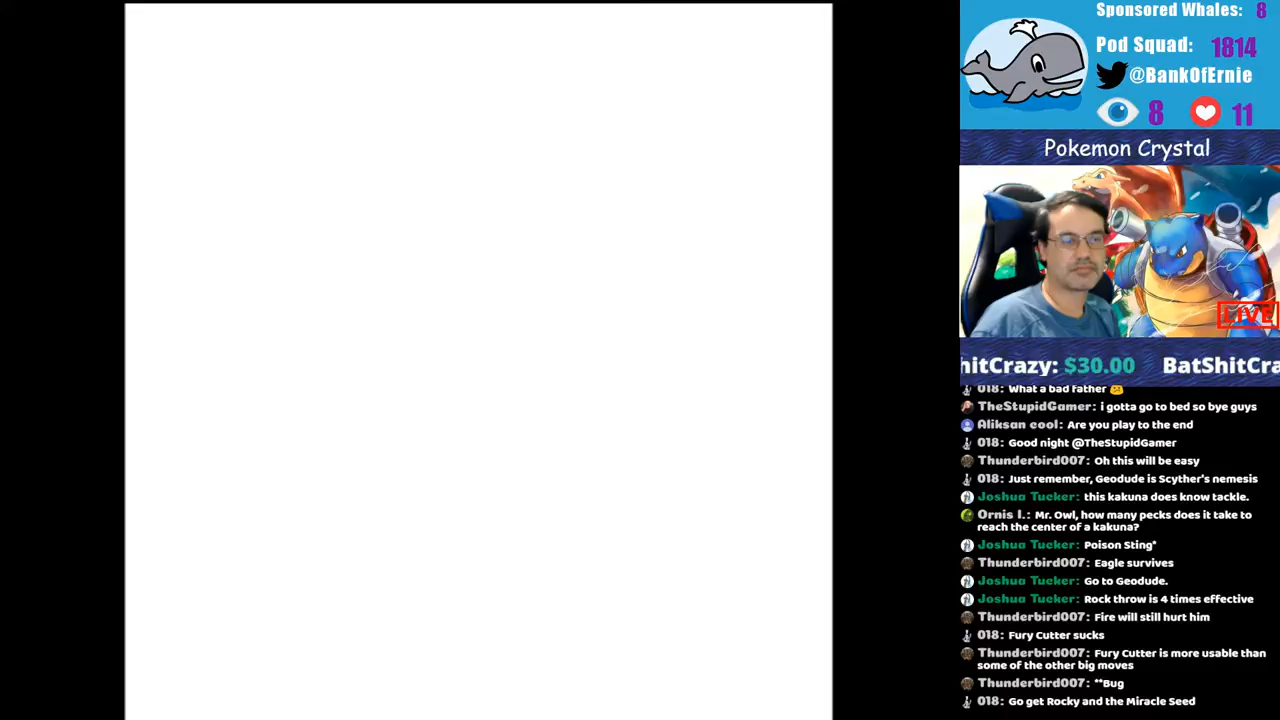 Sponsored Whales: 8
Pod Squad: 1814
@BankOfErnie
8 11
Pokemon Crystal
LIVE
hitCrazy: $30.00 BatShitCra
018: What a bad father
TheStupidGamer: i gotta go to bed so bye guys
Aliksan cool: Are you play to the end
018: Good night @TheStupidGamer
Thunderbird007: Oh this will be easy
018: Just remember, Geodude is Scyther's nemesis
Joshua Tucker: this kakuna does know tackle.
Ornis I.: Mr. Owl, how many pecks does it take to
reach the center of a kakuna?
Joshua Tucker: Poison Sting*
Thunderbird007: Eagle survives
Joshua Tucker: Go to Geodude.
Joshua Tucker: Rock throw is 4 times effective
Thunderbird007: Fire will still hurt him
018: Fury Cutter sucks
Thunderbird007: Fury Cutter is more usable than
some of the other big moves
Thunderbird007: **Bug
018: Go get Rocky and the Miracle Seed